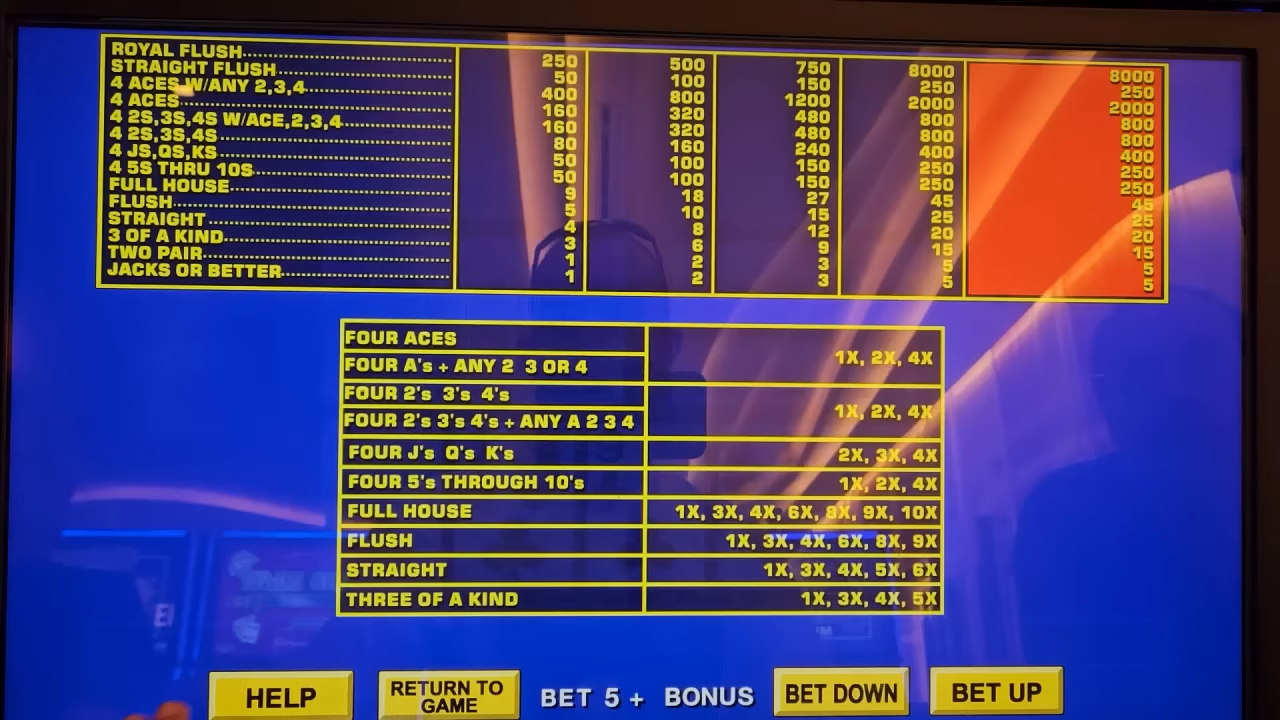 ROYAL FLUSH 250 500 750 8000 8000
STRAIGHT FLUSH 50 100 150 250 250
4 ACES W/ANY 2,3,4 400 800 1200 2000 2000
4 ACES 160 320 480 800 800
4 2S,3S,4S W/ACE,2,3,4 160 320 480 800 800
4 2S,3S,4S 80 160 240 400 400
4 JS,QS,KS 50 100 150 250 250
4 5S THRU 10S 50 100 150 250 250
FULL HOUSE 9 18 27 45 45
FLUSH 5 10 15 25 25
STRAIGHT 4 8 12 20 20
3 OF A KIND 3 6 9 15 15
TWO PAIR 1 2 3 5 5
JACKS OR BETTER 1 2 3 5 5
FOUR ACES
1X, 2X, 4X
FOUR A's + ANY 2 3 OR 4
FOUR 2's 3's 4's
1X, 2X, 4X
FOUR 2's 3's 4's + ANY A 2 3 4
FOUR J's Q's K's 2X, 3X, 4X
FOUR 5's THROUGH 10's 1X, 2X, 4X
FULL HOUSE 1X, 3X, 4X, 6X, 8X, 9X, 10X
FLUSH 1X, 3X, 4X, 6X, 8X, 9X
STRAIGHT 1X, 3X, 4X, 5X, 6X
THREE OF A KIND 1X, 3X, 4X, 5X
HELP
RETURN TO
GAME
BET 5 + BONUS
BET DOWN
BET UP